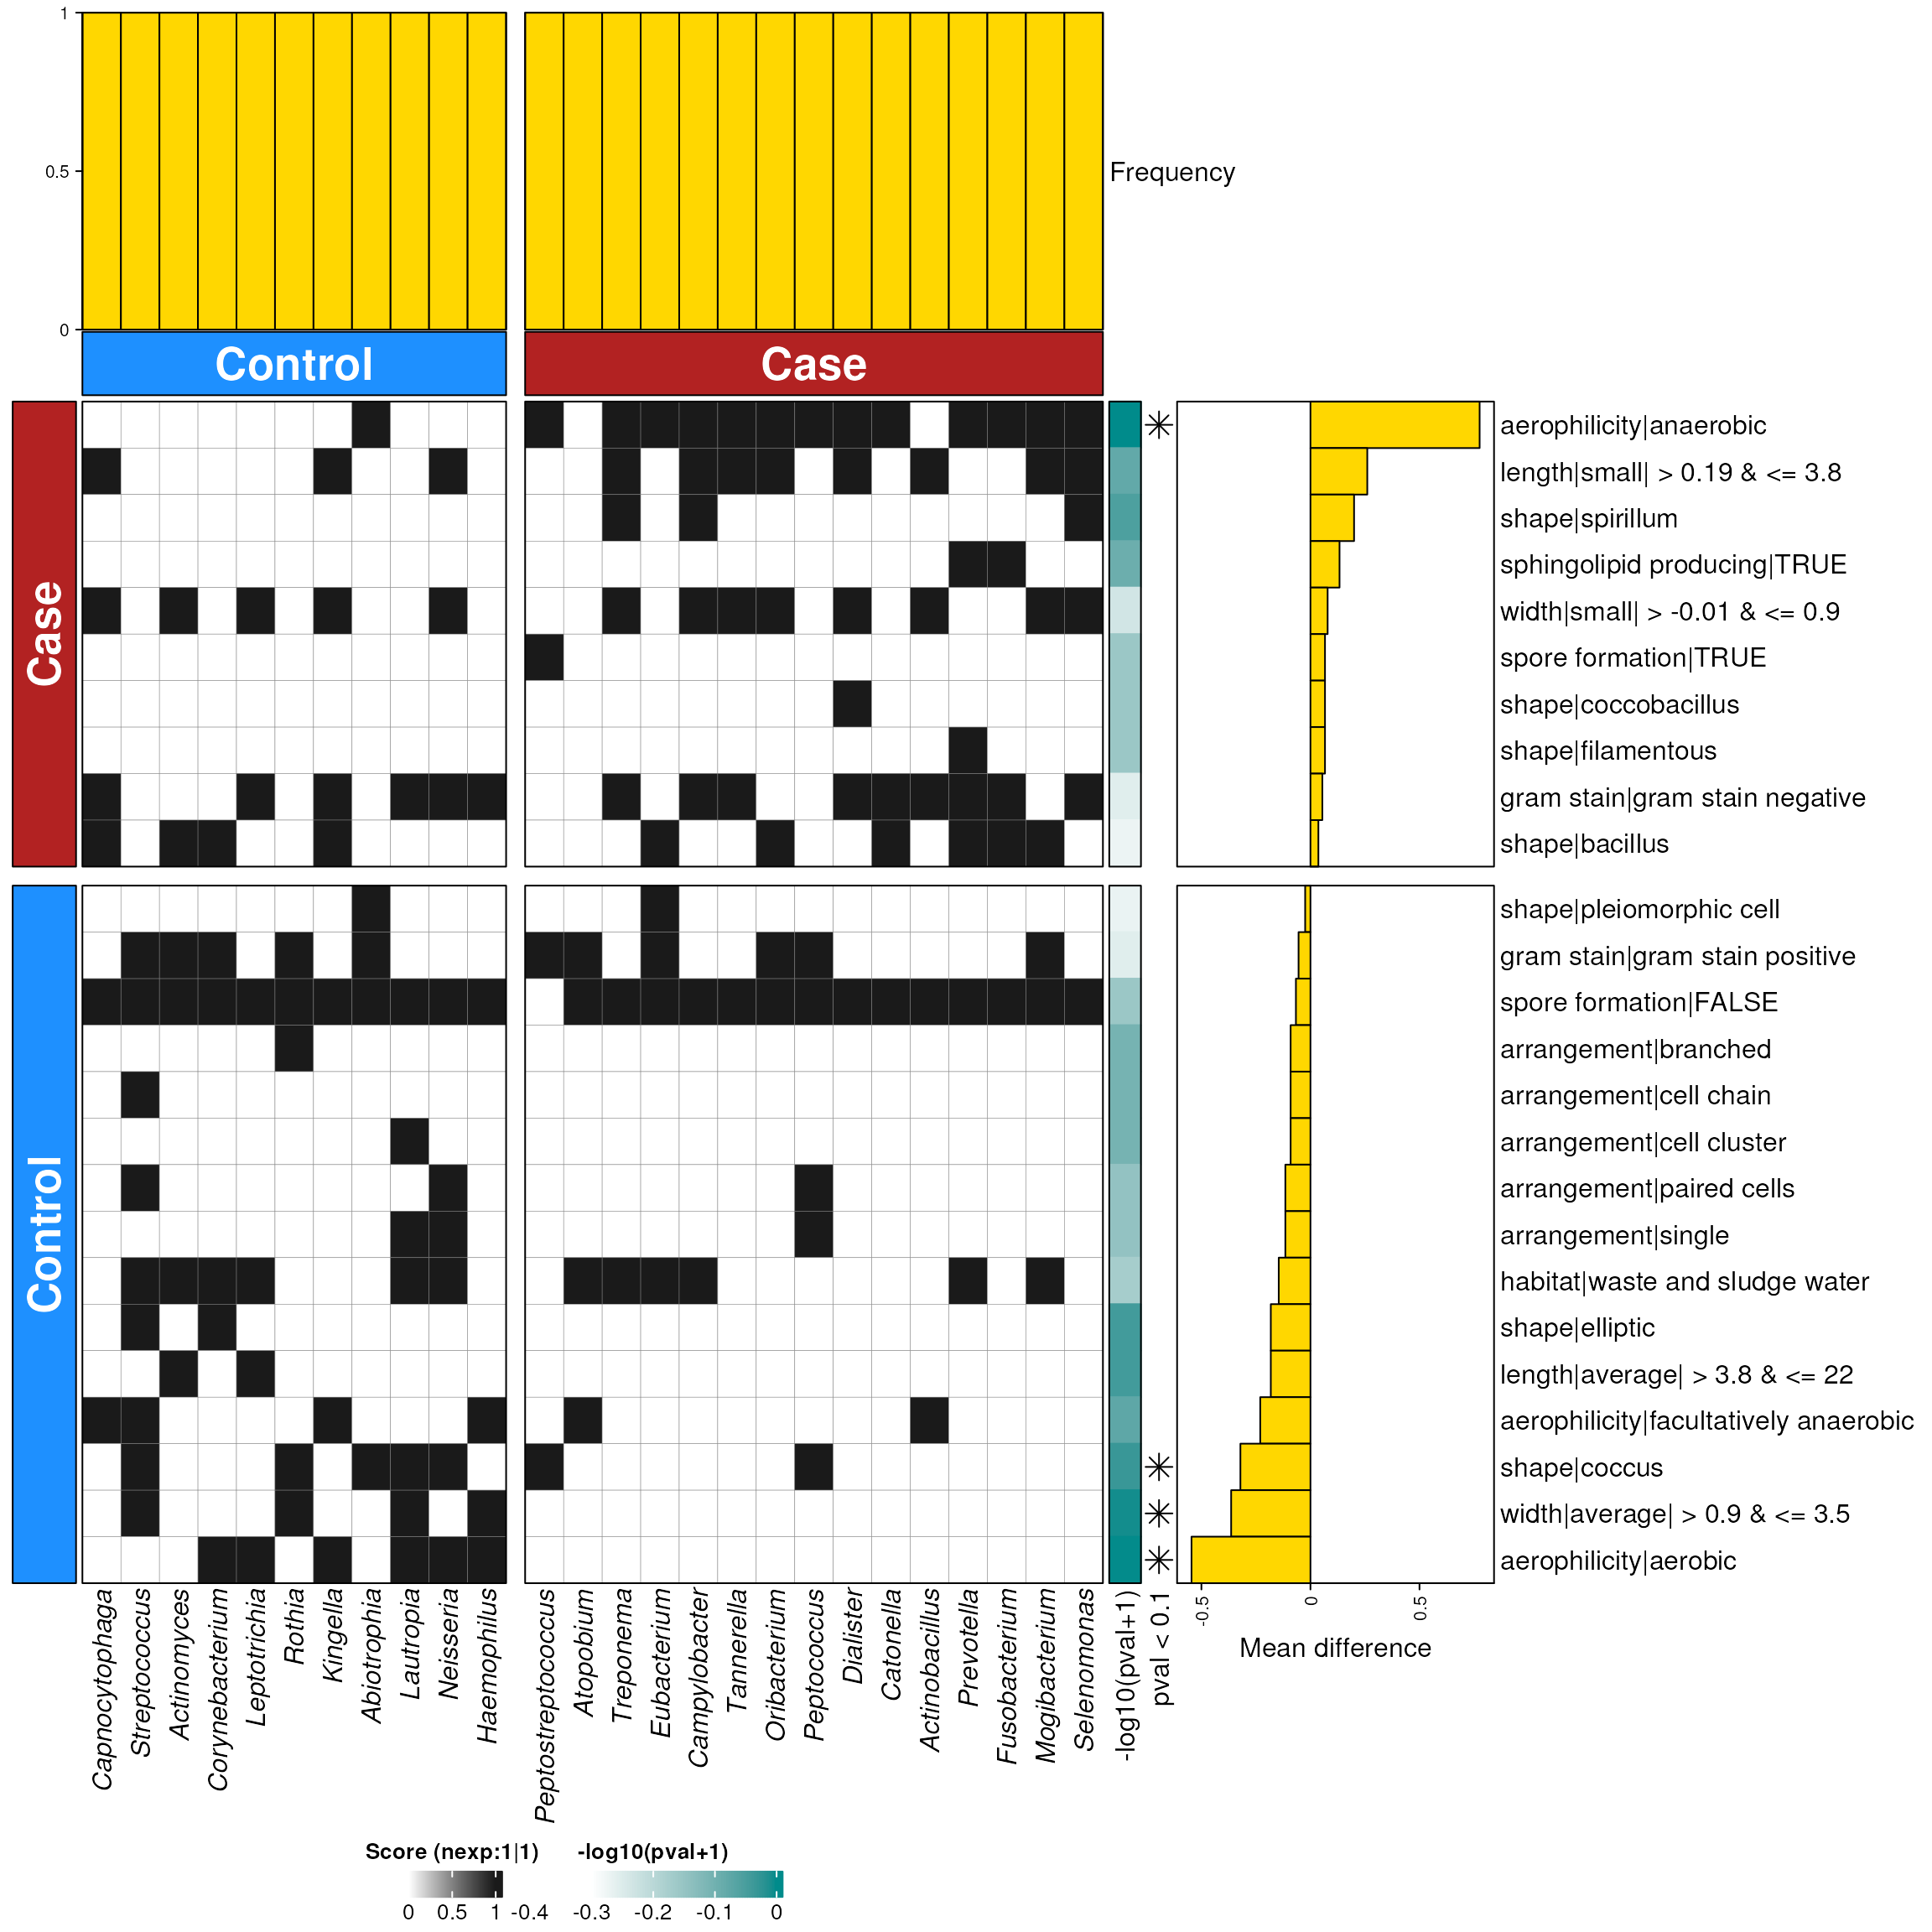 1
0.5
0
Frequency
Control
Case
Case
aerophilicity|anaerobic
length|small| > 0.19 & <= 3.8
shape|spirillum
sphingolipid producing|TRUE
width|small| > -0.01 & <= 0.9
spore formation|TRUE
shape|coccobacillus
shape|filamentous
gram stain|gram stain negative
shape|bacillus
Control
shape|pleiomorphic cell
gram stain|gram stain positive
spore formation|FALSE
arrangement|branched
arrangement|cell chain
arrangement|cell cluster
arrangement|paired cells
arrangement|single
habitat|waste and sludge water
shape|elliptic
length|average| > 3.8 & <= 22
aerophilicity|facultatively anaerobic
shape|coccus
width|average| > 0.9 & <= 3.5
aerophilicity|aerobic
Capnocytophaga
Streptococcus
Actinomyces
Corynebacterium
Leptotrichia
Rothia
Kingella
Abiotrophia
Lautropia
Neisseria
Haemophilus
Peptostreptococcus
Atopobium
Treponema
Eubacterium
Campylobacter
Tannerella
Oribacterium
Peptococcus
Dialister
Catonella
Actinobacillus
Prevotella
Fusobacterium
Mogibacterium
Selenomonas
-log10(pval+1)
pval < 0.1
-0.5
0
0.5
Mean difference
Score (nexp:1|1)
0 0.5 1
-log10(pval+1)
-0.4 -0.3 -0.2 -0.1 0